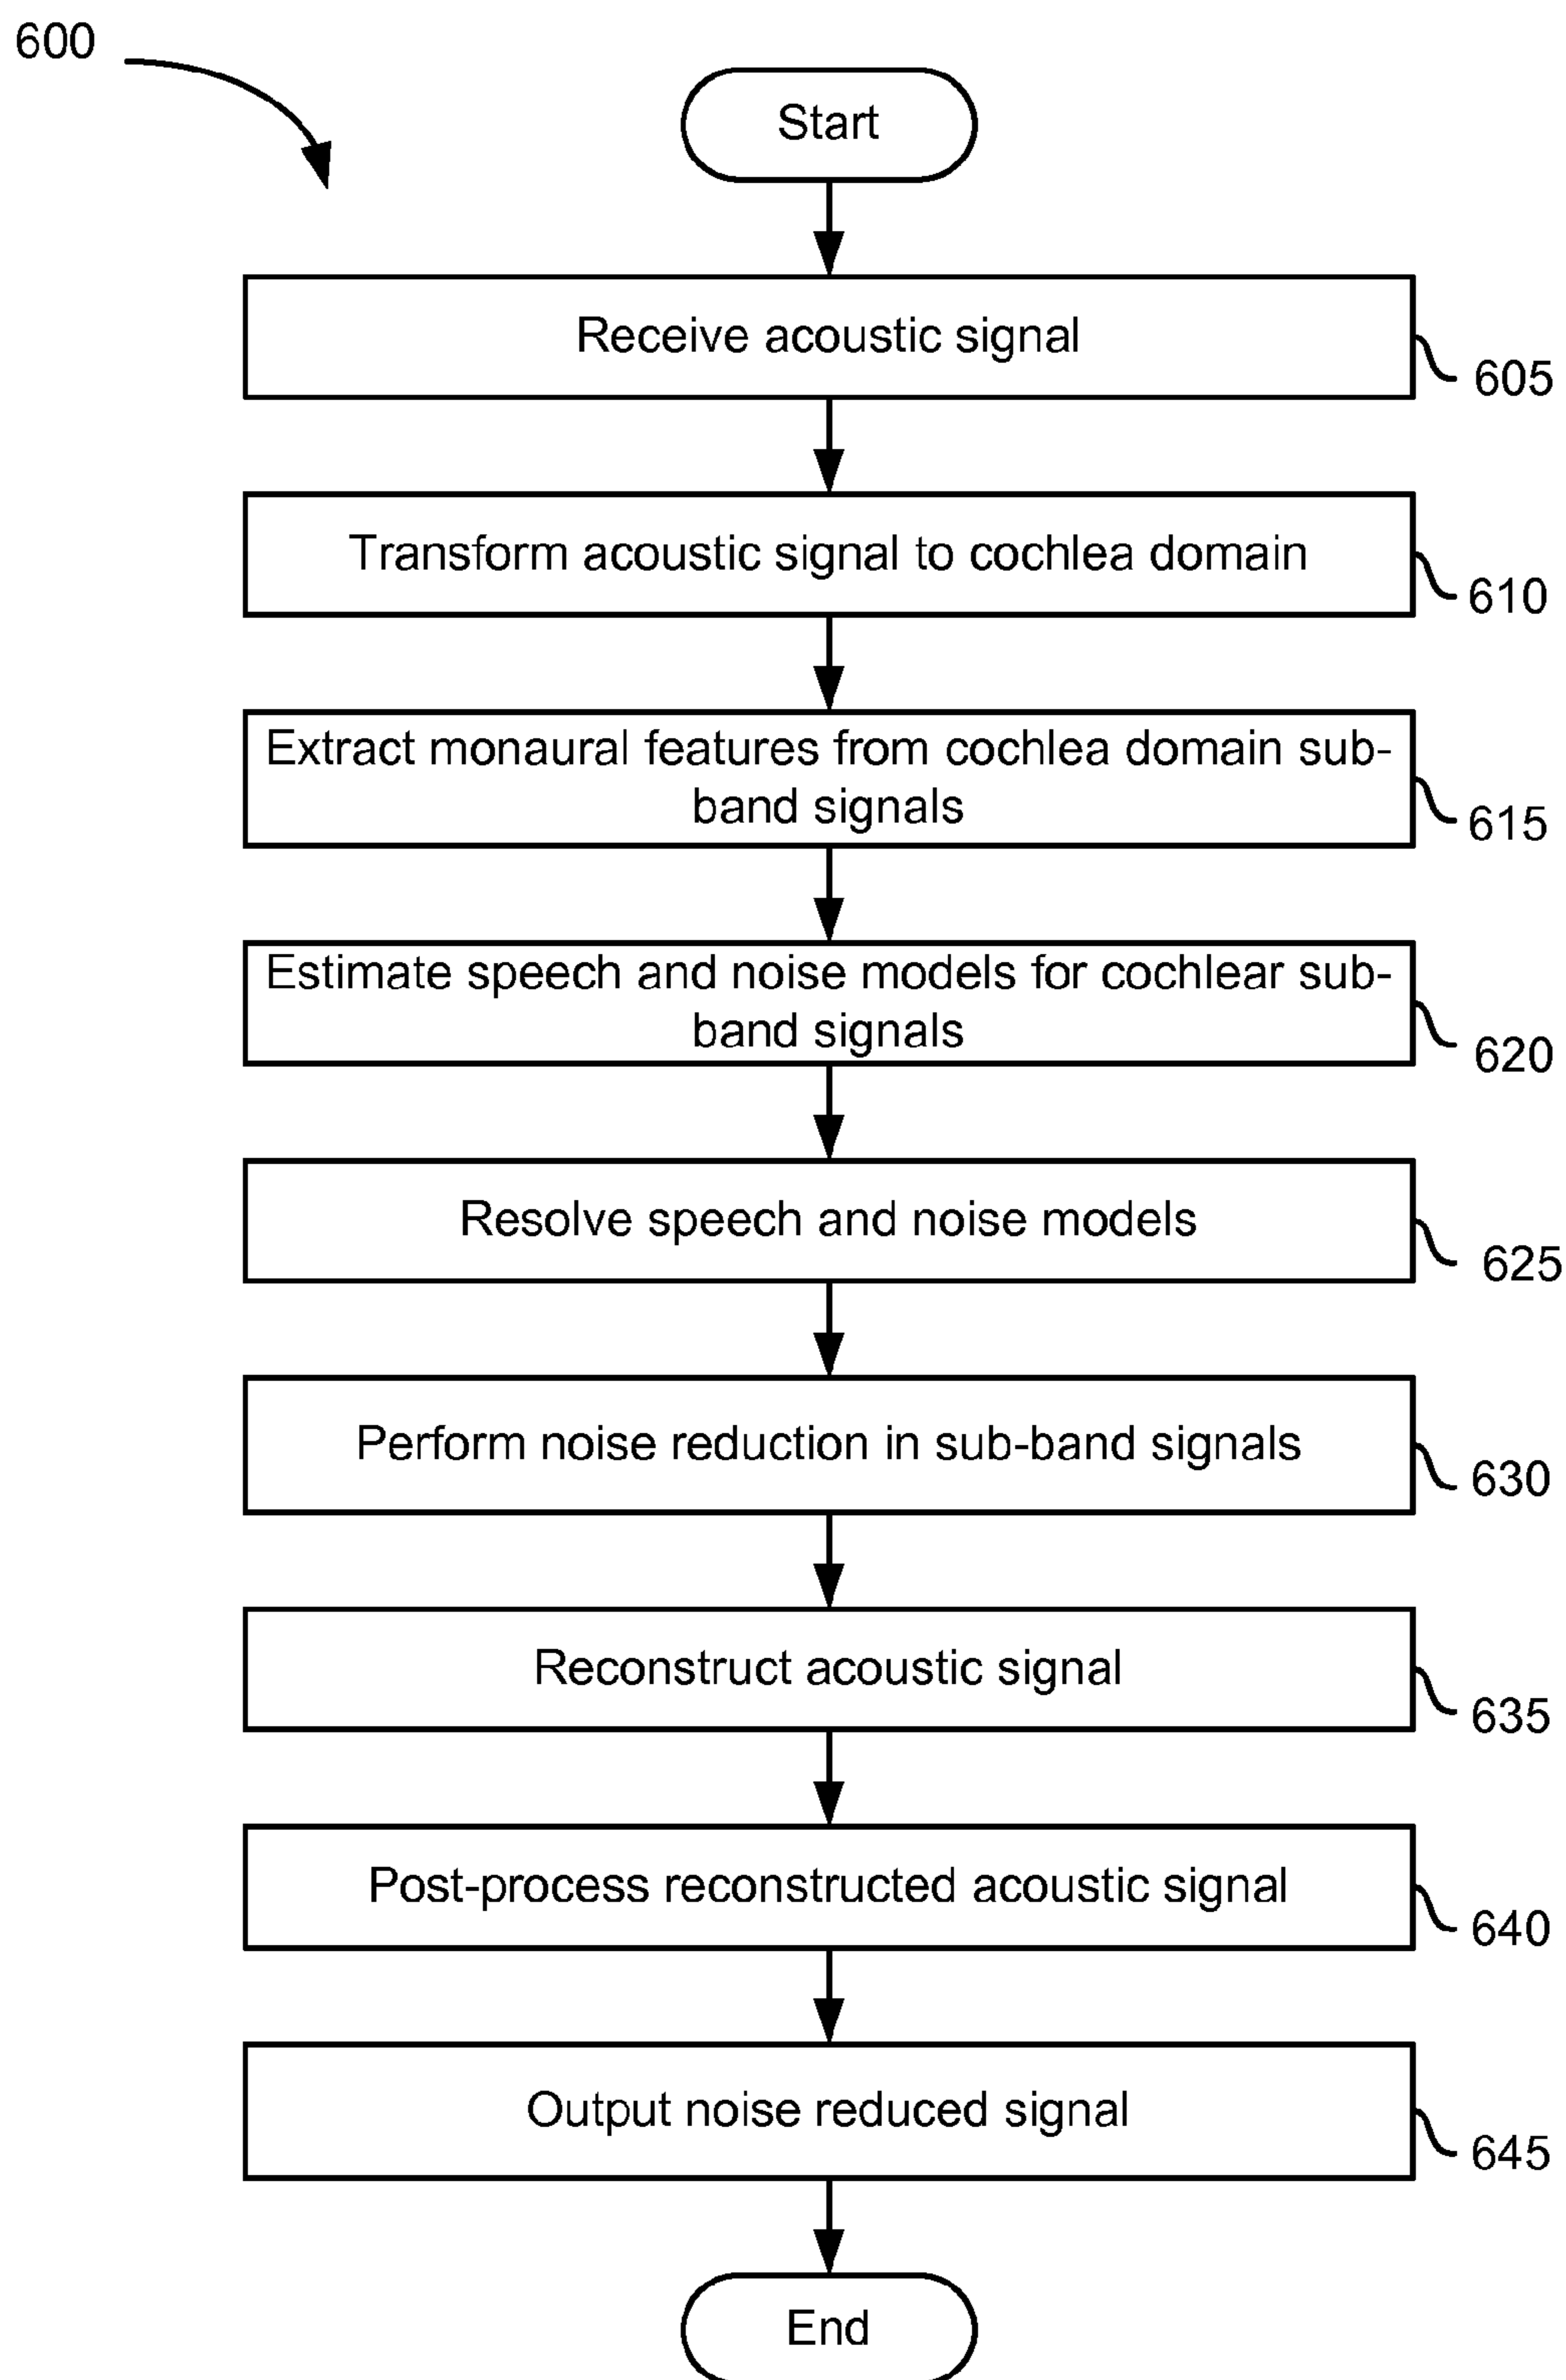 600
Start
Receive acoustic signal
605
Transform acoustic signal to cochlea domain
610
Extract monaural features from cochlea domain sub-
band signals
615
Estimate speech and noise models for cochlear sub-
band signals
620
Resolve speech and noise models
625
Perform noise reduction in sub-band signals
630
Reconstruct acoustic signal
635
Post-process reconstructed acoustic signal
640
Output noise reduced signal
645
End